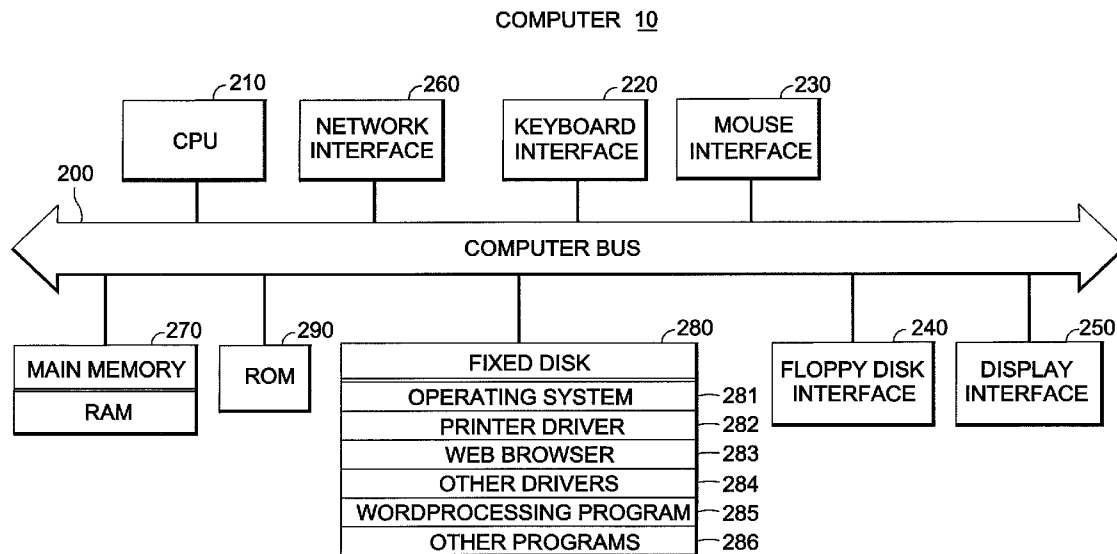 COMPUTER 10
210
260
220
230
CPU
NETWORK
INTERFACE
KEYBOARD
INTERFACE
MOUSE
INTERFACE
200
COMPUTER BUS
270
290
280
240
250
MAIN MEMORY
RAM
ROM
FIXED DISK
OPERATING SYSTEM
281
PRINTER DRIVER
282
WEB BROWSER
283
OTHER DRIVERS
284
WORDPROCESSING PROGRAM
285
OTHER PROGRAMS
286
FLOPPY DISK
INTERFACE
DISPLAY
INTERFACE